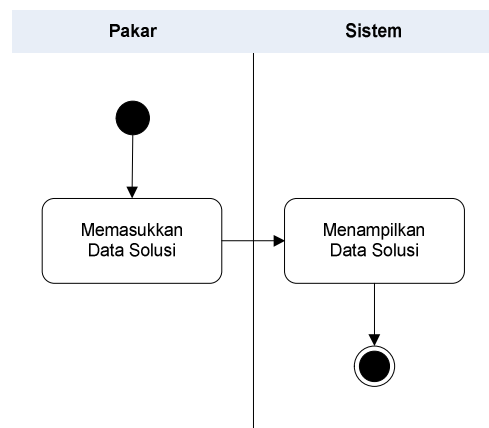 Pakar
Sistem
Memasukkan
Data Solusi
Menampilkan
Data Solusi